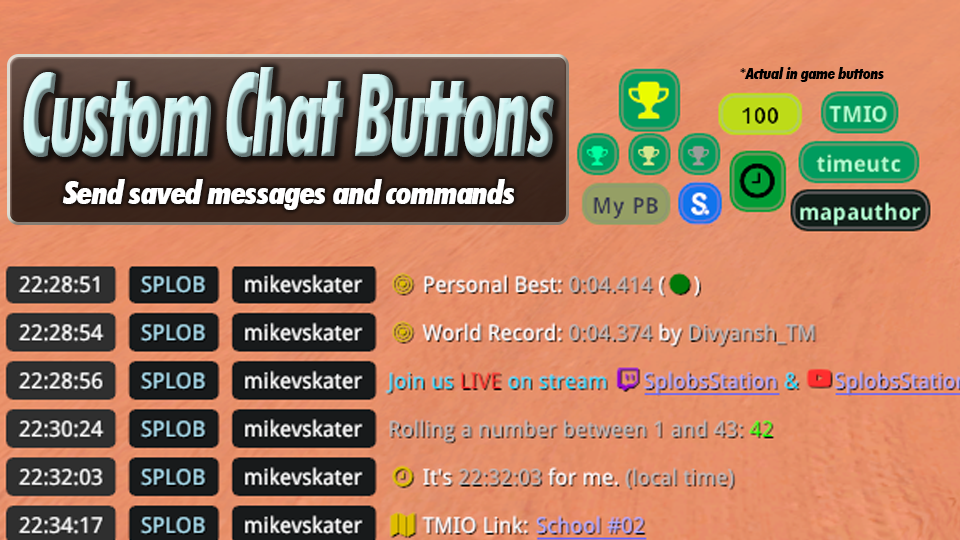 Custom Chat Buttons
Send saved messages and commands
*Actual in game buttons
100
TMIO
timeutc
My PB
S.
mapauthor
22:28:51 SPLOB mikevskater Personal Best: 0:04.414 ( )
22:28:54 SPLOB mikevskater World Record: 0:04.374 by Divyansh_TM
22:28:56 SPLOB mikevskater Join us LIVE on stream SplobsStation & SplobsStation
22:30:24 SPLOB mikevskater Rolling a number between 1 and 43: 42
22:32:03 SPLOB mikevskater It's 22:32:03 for me. (local time)
22:34:17 SPLOB mikevskater TMIO Link: School #02